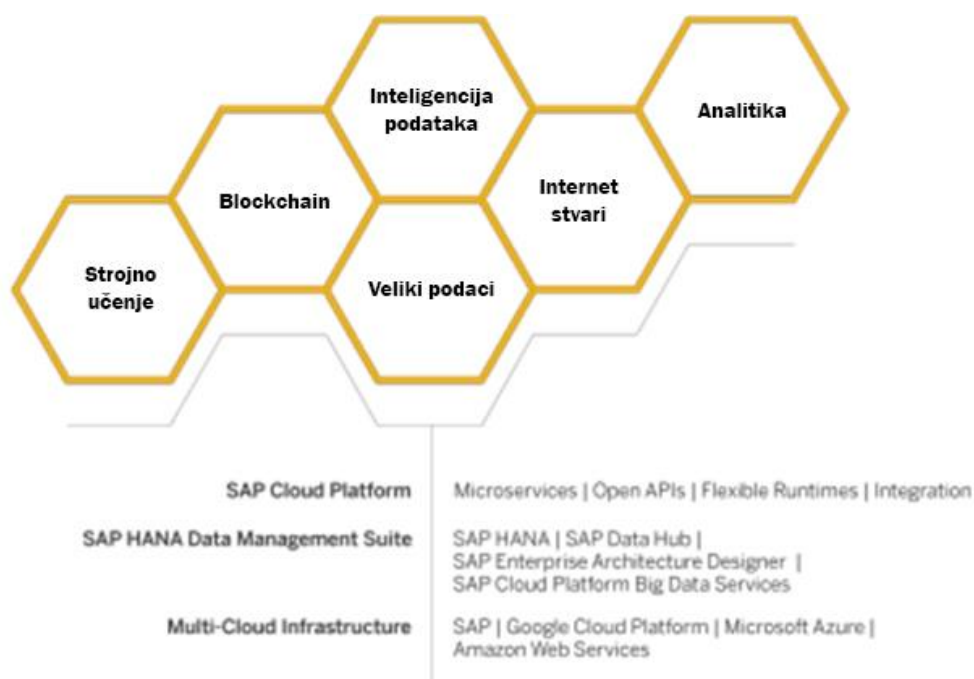 Inteligencija
podataka
Analitika
Blockchain
Internet
stvari
Strojno
učenje
Veliki podaci
SAP Cloud Platform
Microservices | Open APIs | Flexible Runtimes | Integration
SAP HANA Data Management Suite
SAP HANA | SAP Data Hub |
SAP Enterprise Architecture Designer |
SAP Cloud Platform Big Data Services
Multi-Cloud Infrastructure
SAP | Google Cloud Platform | Microsoft Azure |
Amazon Web Services